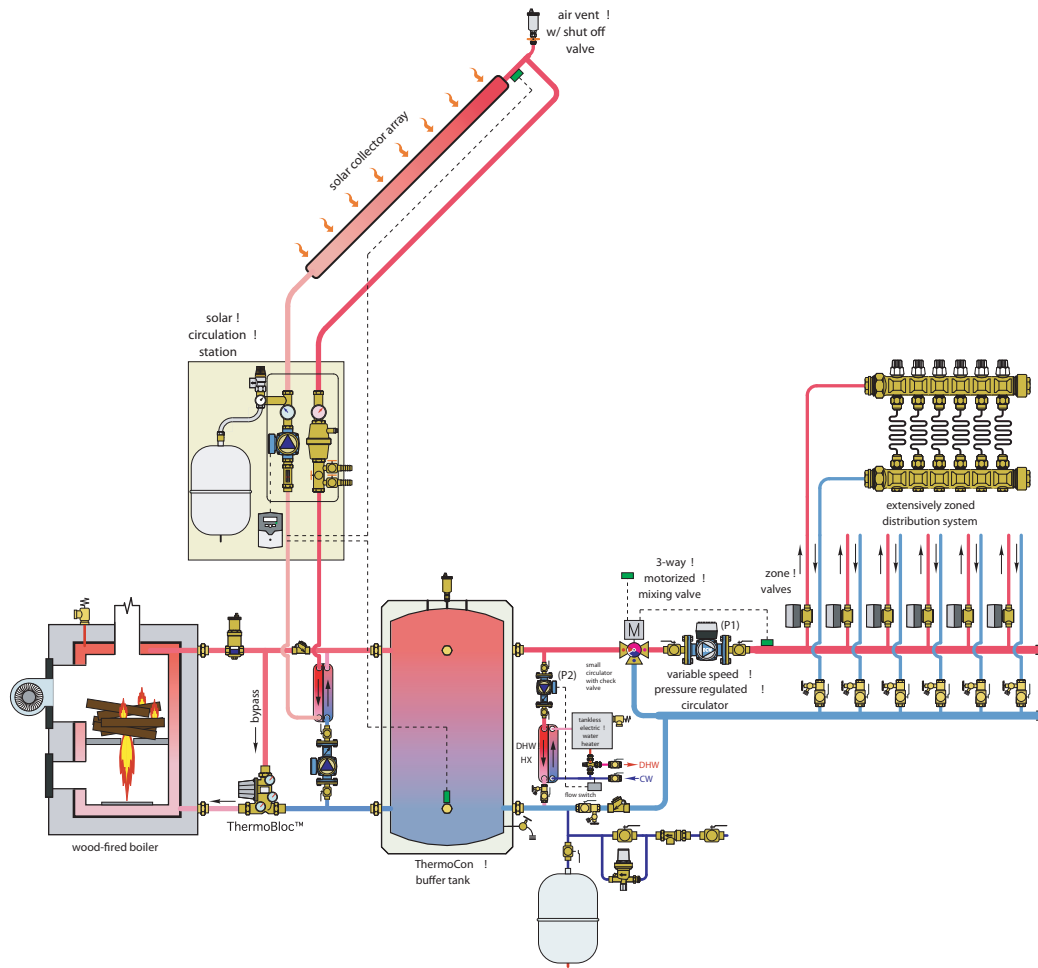 air vent !
w/ shut off
valve
solar collector array
solar !
circulation !
station
extensively zoned
distribution system
3-way !
motorized !
mixing valve
zone !
valves
M
(P1)
variable speed !
pressure regulated !
circulator
small
circulator
with check
valve
(P2)
bypass
tankless
electric !
water
heater
DHW
HX
DHW
CW
flow switch
ThermoBloc™
wood-fired boiler
ThermoCon !
buffer tank